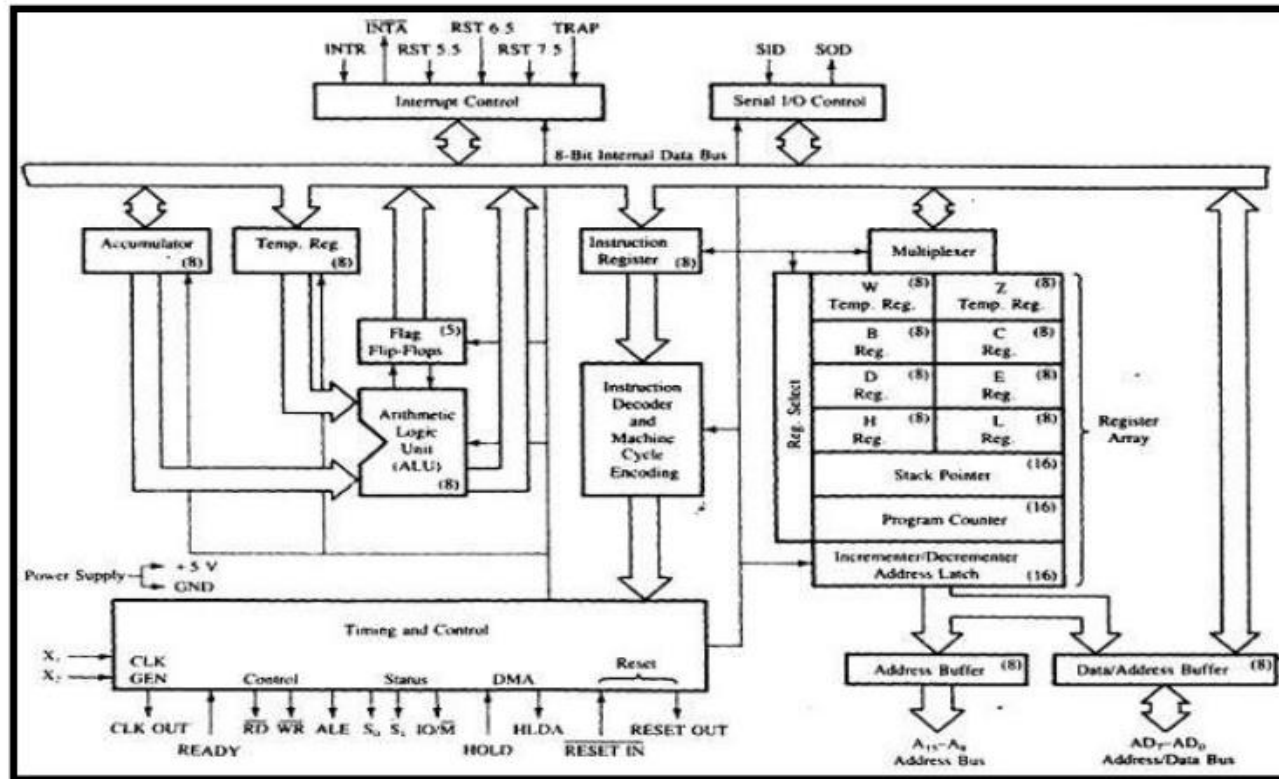 INTA RST 6.5 TRAP
INTR RST 5.5 RST 7.5
SID SOD
Interrupt Control
Serial I/O Control
8-Bit Internal Data Bus
Accumulator
(8)
Temp. Reg.
(8)
Instruction
Register
(8)
Multiplexer
W (8)
Temp. Reg.
Z (8)
Temp. Reg.
B (8)
Reg.
C (8)
Reg.
D (8)
Reg.
E (8)
Reg.
H (8)
Reg.
L (8)
Reg.
Reg. Select
Register
Array
Stack Pointer (16)
Program Counter (16)
Incrementer/Decrementer
Address Latch (16)
(5)
Flag
Flip-Flops
Arithmetic
Logic
Unit
(ALU)
(8)
Instruction
Decoder
and
Machine
Cycle
Encoding
Power Supply
+5 V
GND
Timing and Control
X₁
X₂
CLK
GEN
Control
Status
DMA
Reset
CLK OUT
READY
RD WR ALE S₀ S₁ IO/M
HOLD
HLDA
RESET IN
RESET OUT
Address Buffer (8)
Data/Address Buffer (8)
A₁₅–A₈
Address Bus
AD₇–AD₀
Address/Data Bus